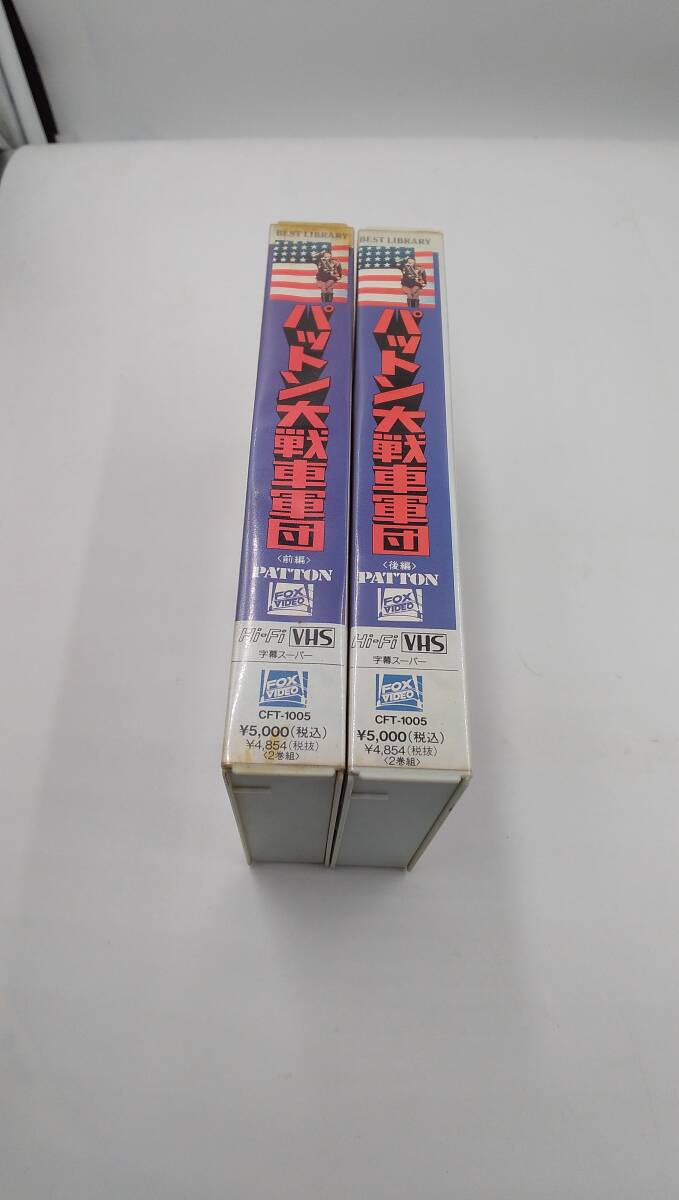 BEST LIBRARY
パットン大戦車軍団
〈前編〉
PATTON
FOX
VIDEO
Hi-Fi VHS
字幕スーパー
FOX
VIDEO
CFT-1005
¥5,000(税込)
¥4,854(税抜)
〈2巻組〉
BEST LIBRARY
パットン大戦車軍団
〈後編〉
PATTON
FOX
VIDEO
Hi-Fi VHS
字幕スーパー
FOX
VIDEO
CFT-1005
¥5,000(税込)
¥4,854(税抜)
〈2巻組〉